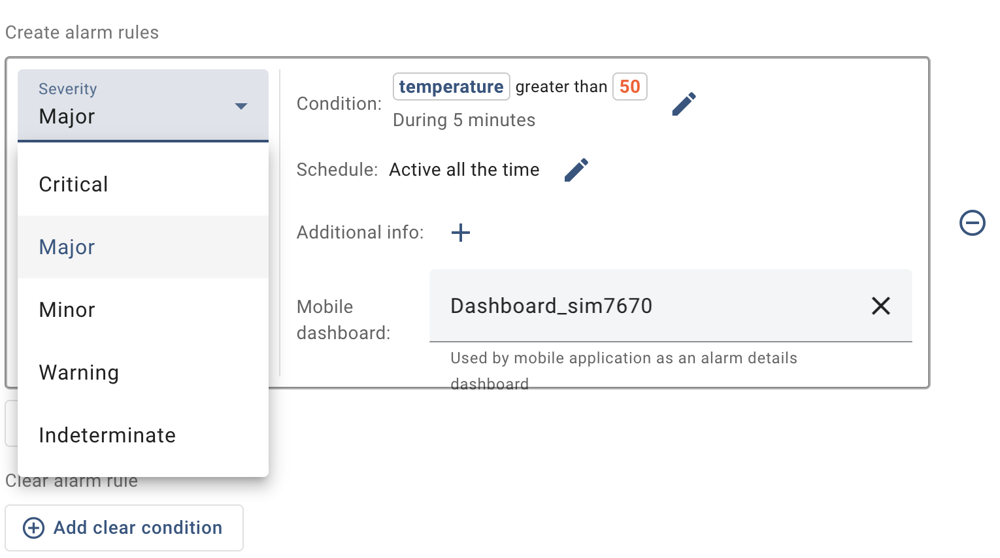 Create alarm rules
Severity
Major
Critical
Major
Minor
Warning
Indeterminate
Condition:
temperature greater than 50
During 5 minutes
Schedule: Active all the time
Additional info:
Mobile
dashboard:
Dashboard_sim7670
Used by mobile application as an alarm details
dashboard
Clear alarm rule
Add clear condition